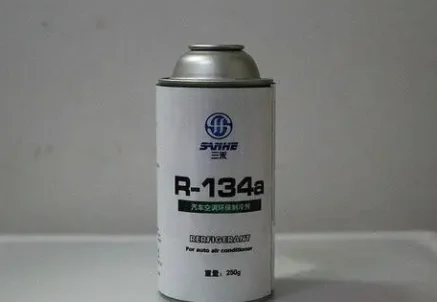 SANHE
三禾
R-134a
汽车空调环保制冷剂
RERFIGERANT
For auto air conditioner
重量: 250g